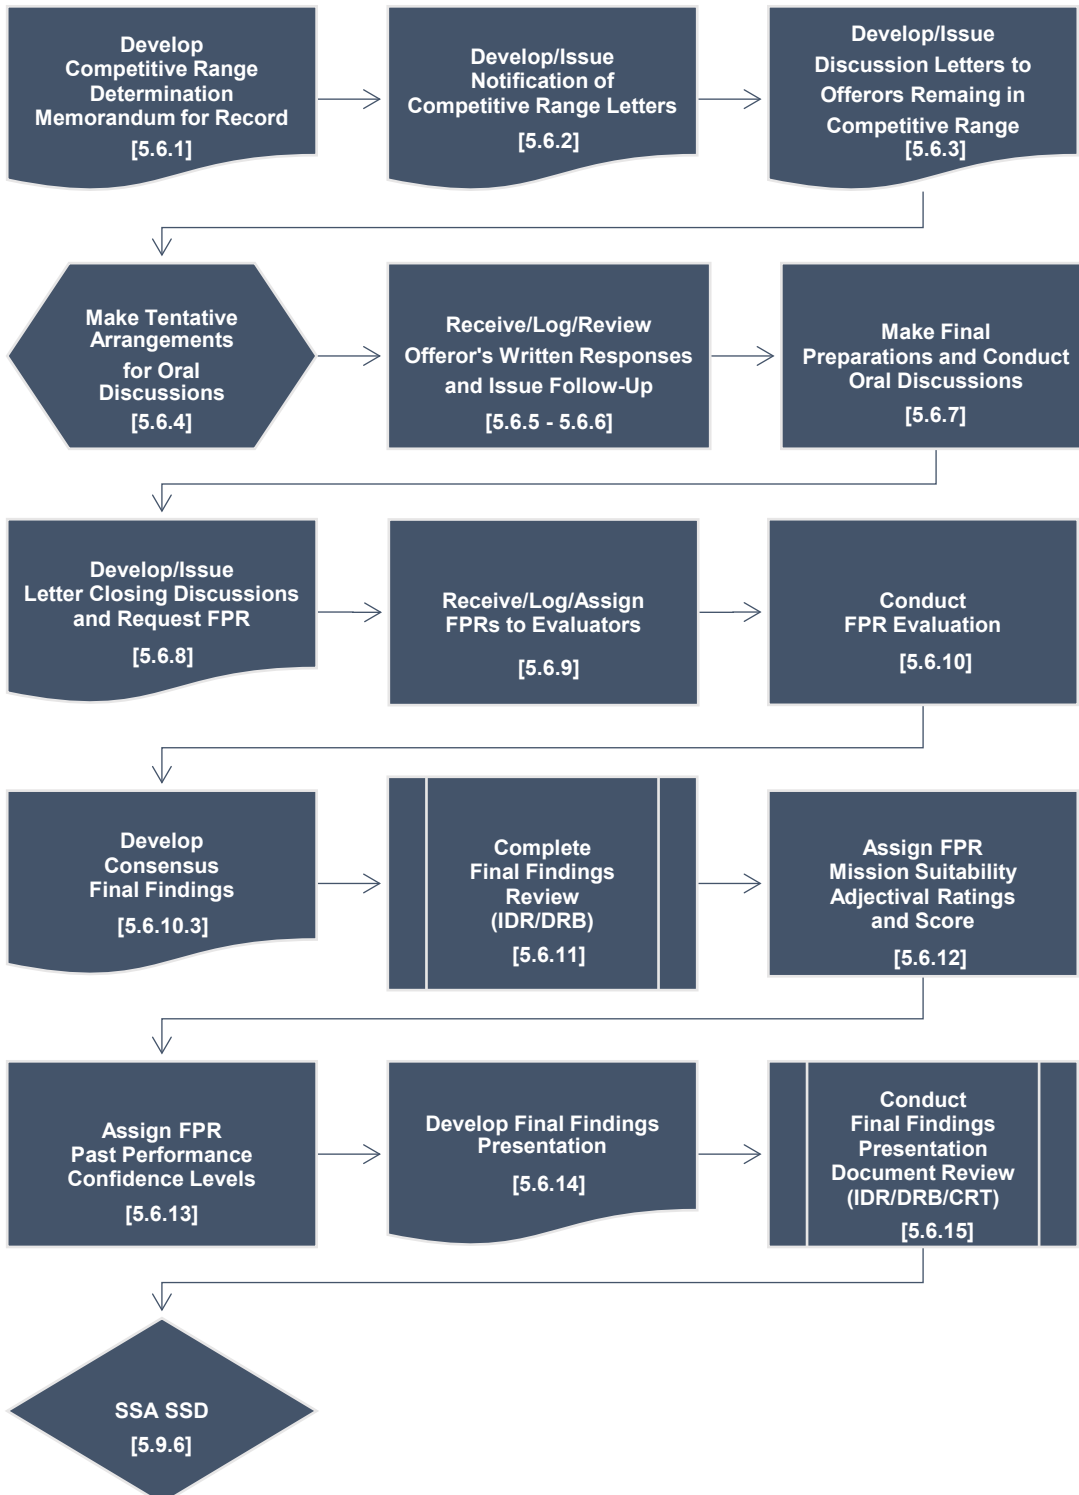 Develop
Competitive Range
Determination
Memorandum for Record
[5.6.1]
Develop/Issue
Notification of
Competitive Range Letters
[5.6.2]
Develop/Issue
Discussion Letters to
Offerors Remaing in
Competitive Range
[5.6.3]
Make Tentative
Arrangements
for Oral
Discussions
[5.6.4]
Receive/Log/Review
Offeror's Written Responses
and Issue Follow-Up
[5.6.5 - 5.6.6]
Make Final
Preparations and Conduct
Oral Discussions
[5.6.7]
Develop/Issue
Letter Closing Discussions
and Request FPR
[5.6.8]
Receive/Log/Assign
FPRs to Evaluators
[5.6.9]
Conduct
FPR Evaluation
[5.6.10]
Develop
Consensus
Final Findings
[5.6.10.3]
Complete
Final Findings
Review
(IDR/DRB)
[5.6.11]
Assign FPR
Mission Suitability
Adjectival Ratings
and Score
[5.6.12]
Assign FPR
Past Performance
Confidence Levels
[5.6.13]
Develop Final Findings
Presentation
[5.6.14]
Conduct
Final Findings
Presentation
Document Review
(IDR/DRB/CRT)
[5.6.15]
SSA SSD
[5.9.6]